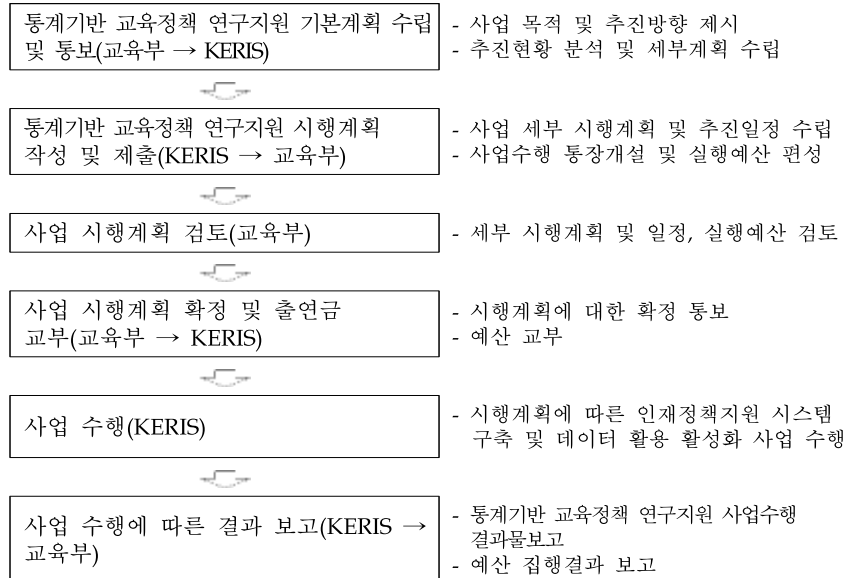 통계기반 교육정책 연구지원 기본계획 수립
및 통보(교육부 → KERIS)
- 사업 목적 및 추진방향 제시
- 추진현황 분석 및 세부계획 수립
통계기반 교육정책 연구지원 시행계획
작성 및 제출(KERIS → 교육부)
- 사업 세부 시행계획 및 추진일정 수립
- 사업수행 통장개설 및 실행예산 편성
사업 시행계획 검토(교육부)
- 세부 시행계획 및 일정, 실행예산 검토
사업 시행계획 확정 및 출연금
교부(교육부 → KERIS)
- 시행계획에 대한 확정 통보
- 예산 교부
사업 수행(KERIS)
- 시행계획에 따른 인재정책지원 시스템
구축 및 데이터 활용 활성화 사업 수행
사업 수행에 따른 결과 보고(KERIS →
교육부)
- 통계기반 교육정책 연구지원 사업수행
결과물보고
- 예산 집행결과 보고